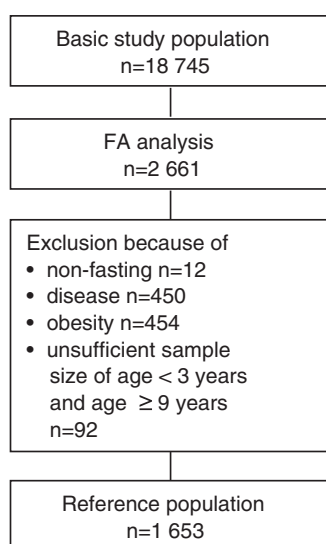 Basic study population
n=18 745
FA analysis
n=2 661
Exclusion because of
• non-fasting n=12
• disease n=450
• obesity n=454
• unsufficient sample
size of age < 3 years
and age ≥ 9 years
n=92
Reference population
n=1 653